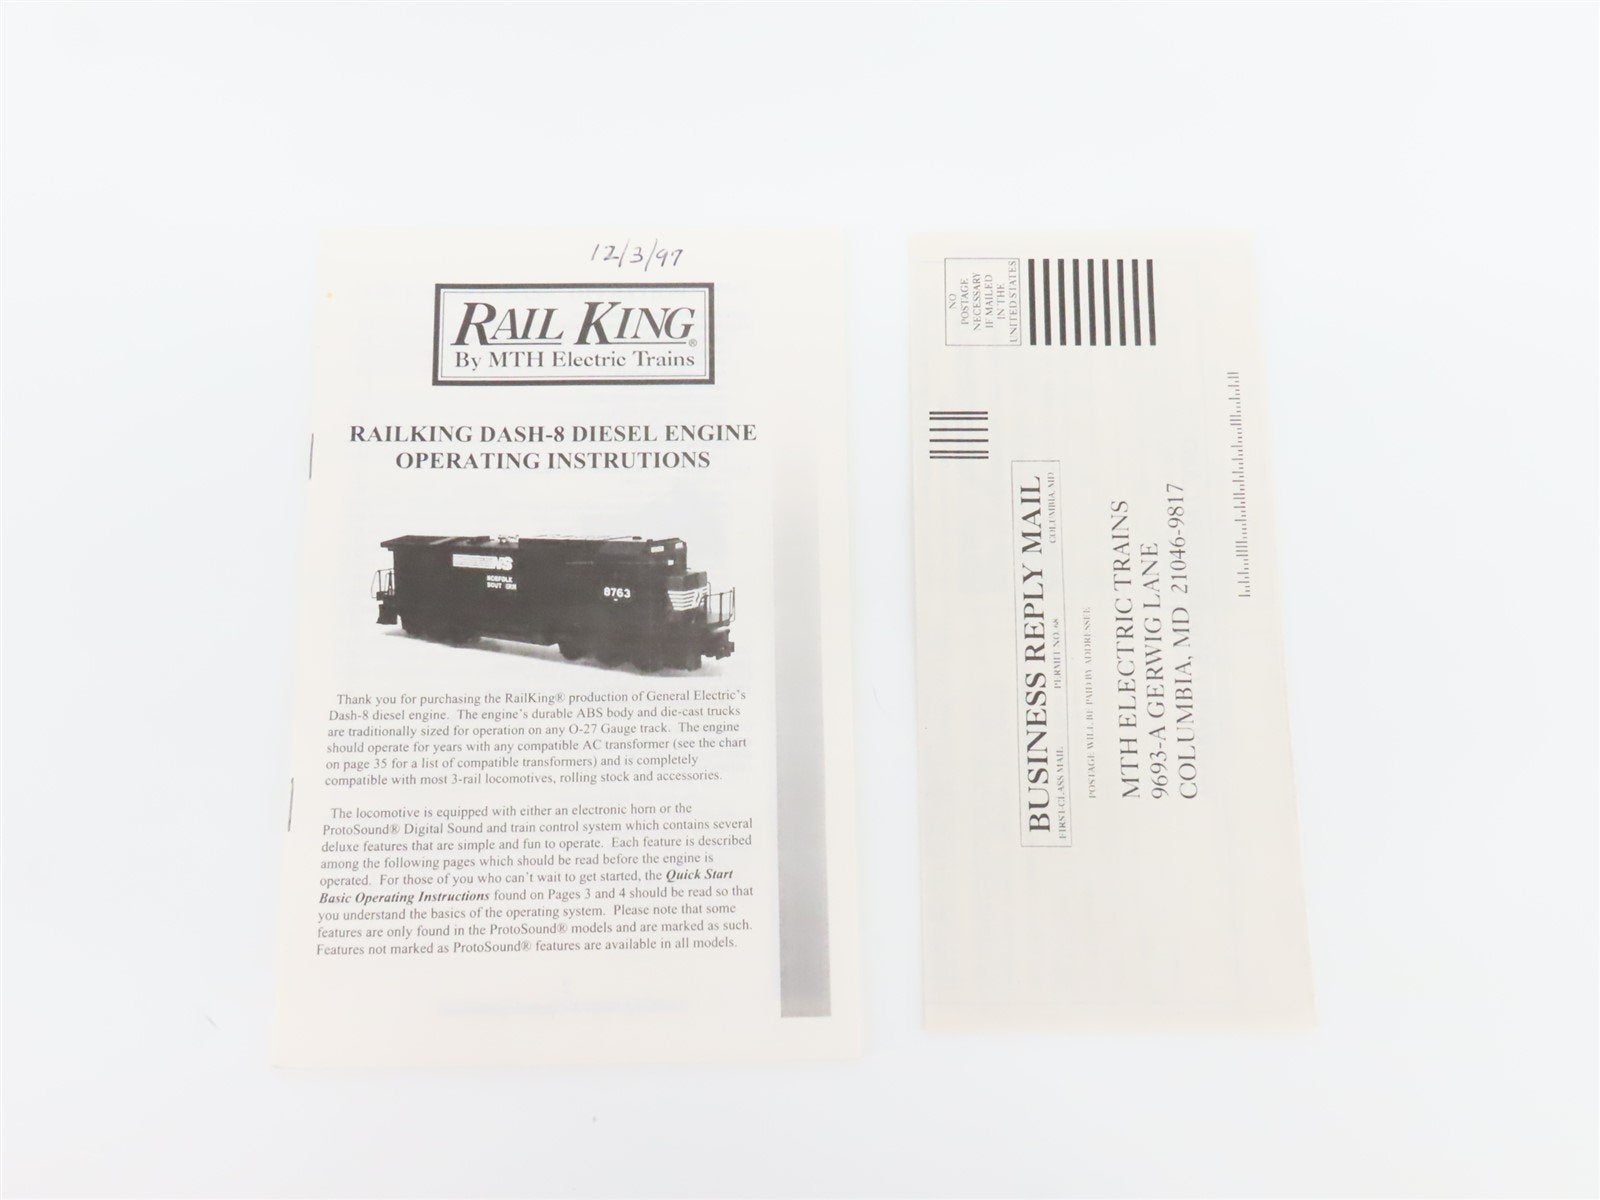 12/3/97
RAIL KING®
By MTH Electric Trains
RAILKING DASH-8 DIESEL ENGINE
OPERATING INSTRUTIONS
NS
NORFOLK
SOUT ERN
8763
Thank you for purchasing the RailKing® production of General Electric's
Dash-8 diesel engine. The engine's durable ABS body and die-cast trucks
are traditionally sized for operation on any O-27 Gauge track. The engine
should operate for years with any compatible AC transformer (see the chart
on page 35 for a list of compatible transformers) and is completely
compatible with most 3-rail locomotives, rolling stock and accessories.
The locomotive is equipped with either an electronic horn or the
ProtoSound® Digital Sound and train control system which contains several
deluxe features that are simple and fun to operate. Each feature is described
among the following pages which should be read before the engine is
operated. For those of you who can't wait to get started, the Quick Start
Basic Operating Instructions found on Pages 3 and 4 should be read so that
you understand the basics of the operating system. Please note that some
features are only found in the ProtoSound® models and are marked as such.
Features not marked as ProtoSound® features are available in all models.
NO
POSTAGE
NECESSARY
IF MAILED
IN THE
UNITED STATES
BUSINESS REPLY MAIL
FIRST-CLASS MAIL PERMIT NO. 68 COLUMBIA, MD
POSTAGE WILL BE PAID BY ADDRESSEE
MTH ELECTRIC TRAINS
9693-A GERWIG LANE
COLUMBIA, MD 21046-9817